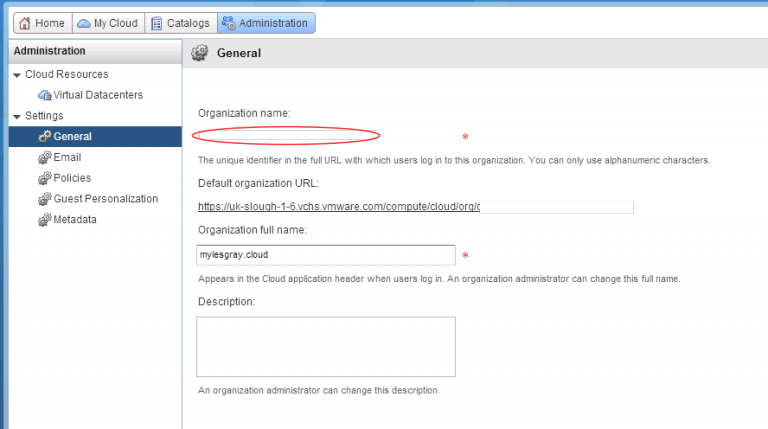 Home My Cloud Catalogs Administration
Administration
General
Cloud Resources
Virtual Datacenters
Settings
General
Email
Policies
Guest Personalization
Metadata
Organization name:
*
The unique identifier in the full URL with which users log in to this organization. You can only use alphanumeric characters.
Default organization URL:
https://uk-slough-1-6.vchs.vmware.com/compute/cloud/org/
Organization full name:
mylesgray.cloud *
Appears in the Cloud application header when users log in. An organization administrator can change this full name.
Description:
An organization administrator can change this description.